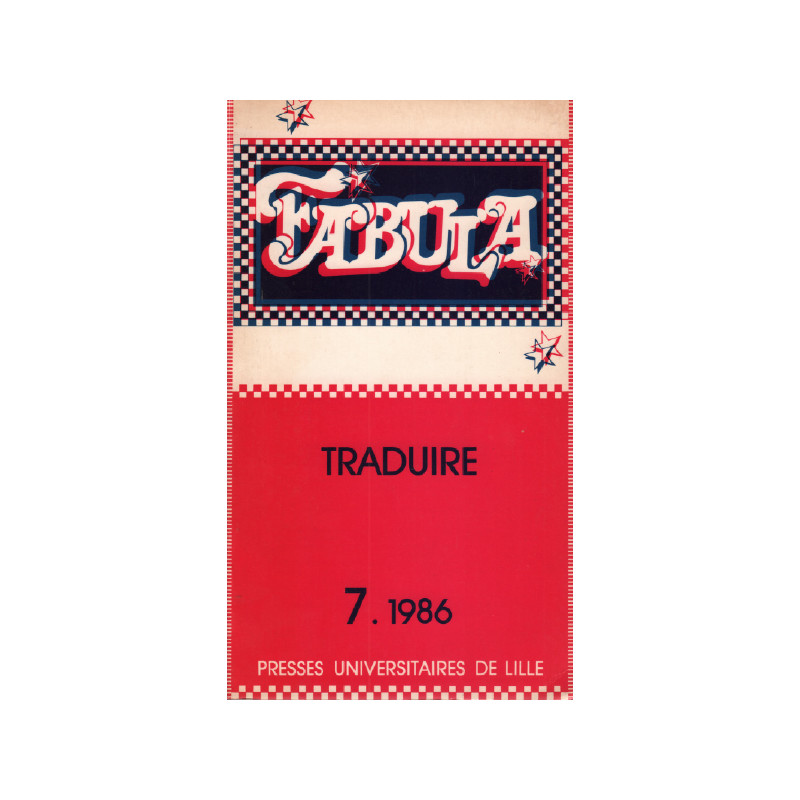 FABULA
TRADUIRE
7. 1986
PRESSES UNIVERSITAIRES DE LILLE